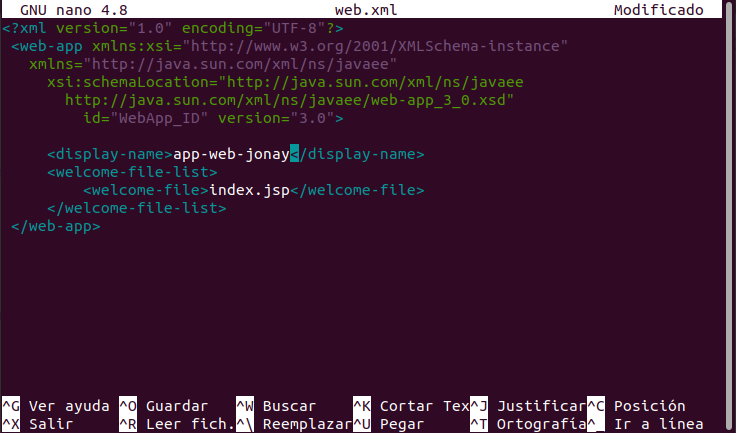 GNU nano 4.8 web.xml Modificado
<?xml version="1.0" encoding="UTF-8"?>
<web-app xmlns:xsi="http://www.w3.org/2001/XMLSchema-instance"
xmlns="http://java.sun.com/xml/ns/javaee"
xsi:schemaLocation="http://java.sun.com/xml/ns/javaee
http://java.sun.com/xml/ns/javaee/web-app_3_0.xsd"
id="WebApp_ID" version="3.0">
<display-name>app-web-jonay</display-name>
<welcome-file-list>
<welcome-file>index.jsp</welcome-file>
</welcome-file-list>
</web-app>
^G Ver ayuda ^O Guardar ^W Buscar ^K Cortar Tex ^J Justificar ^C Posición
^X Salir ^R Leer fich. ^\ Reemplazar ^U Pegar ^T Ortografía ^_ Ir a línea